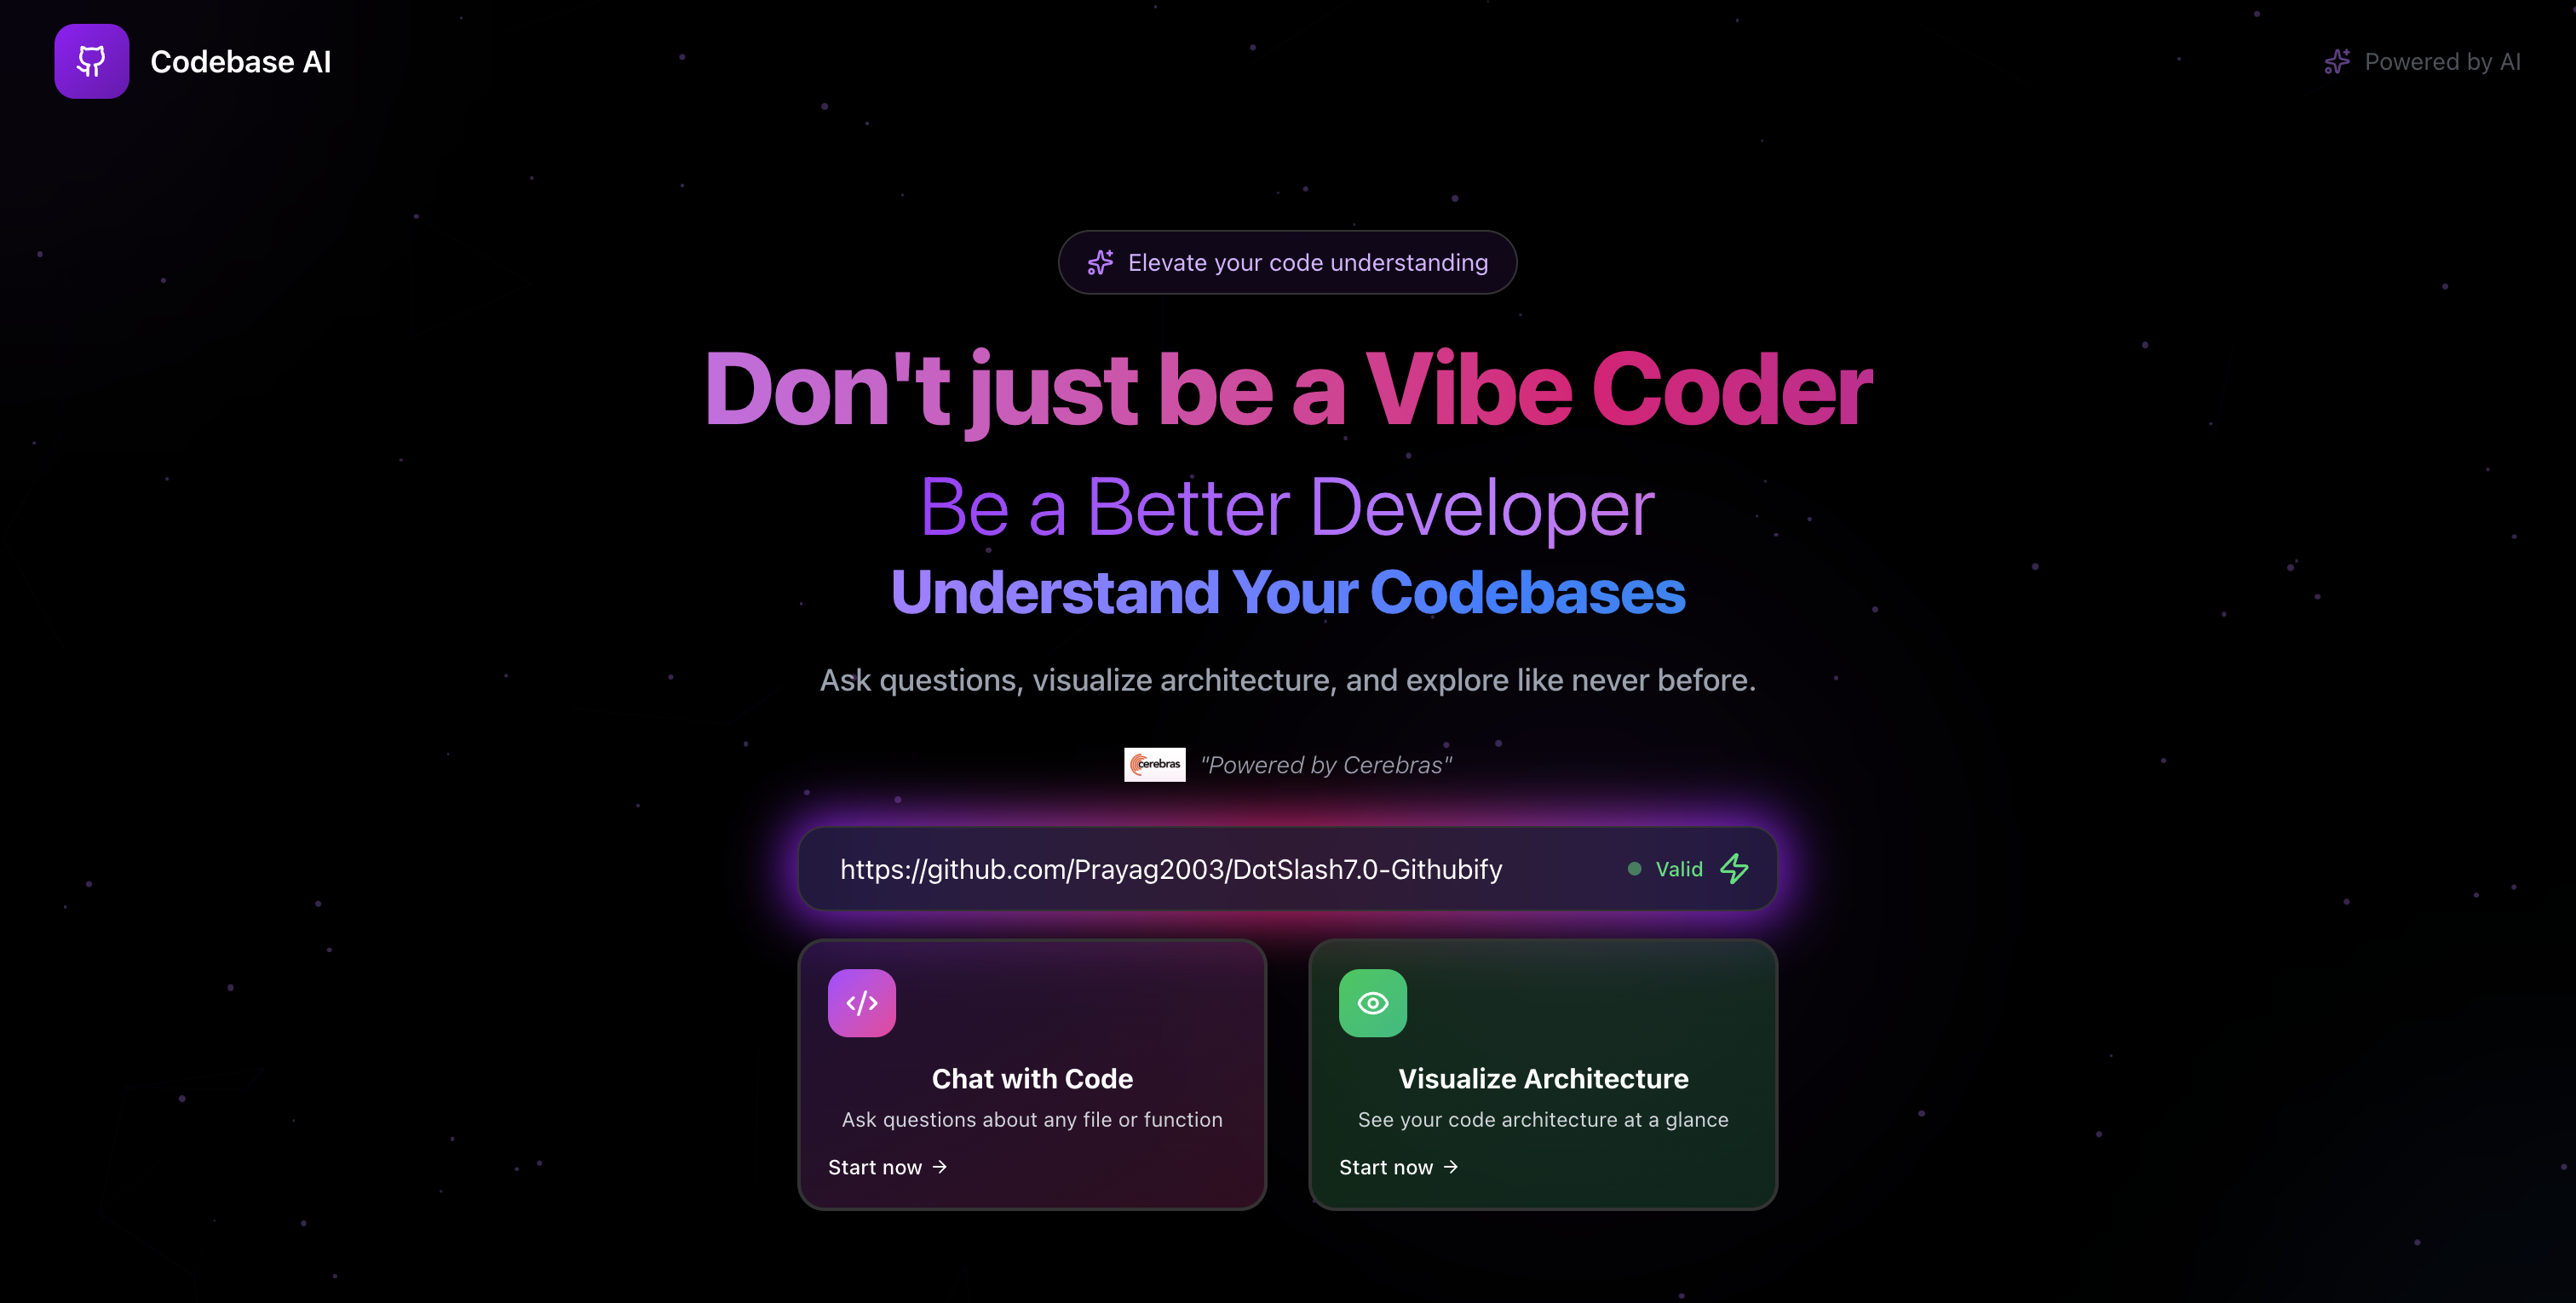 Codebase AI
Powered by AI
Elevate your code understanding
Don't just be a Vibe Coder
Be a Better Developer
Understand Your Codebases
Ask questions, visualize architecture, and explore like never before.
cerebras "Powered by Cerebras"
https://github.com/Prayag2003/DotSlash7.0-Githubify
Valid
Chat with Code
Ask questions about any file or function
Start now →
Visualize Architecture
See your code architecture at a glance
Start now →